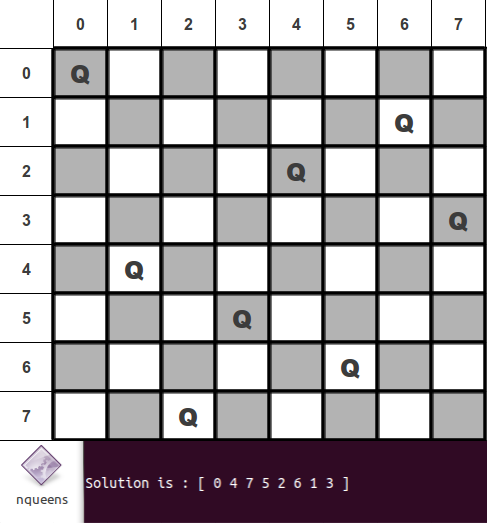 0 1 2 3 4 5 6 7
0 Q
1 Q
2 Q
3 Q
4 Q
5 Q
6 Q
7 Q
nqueens
Solution is : [ 0 4 7 5 2 6 1 3 ]